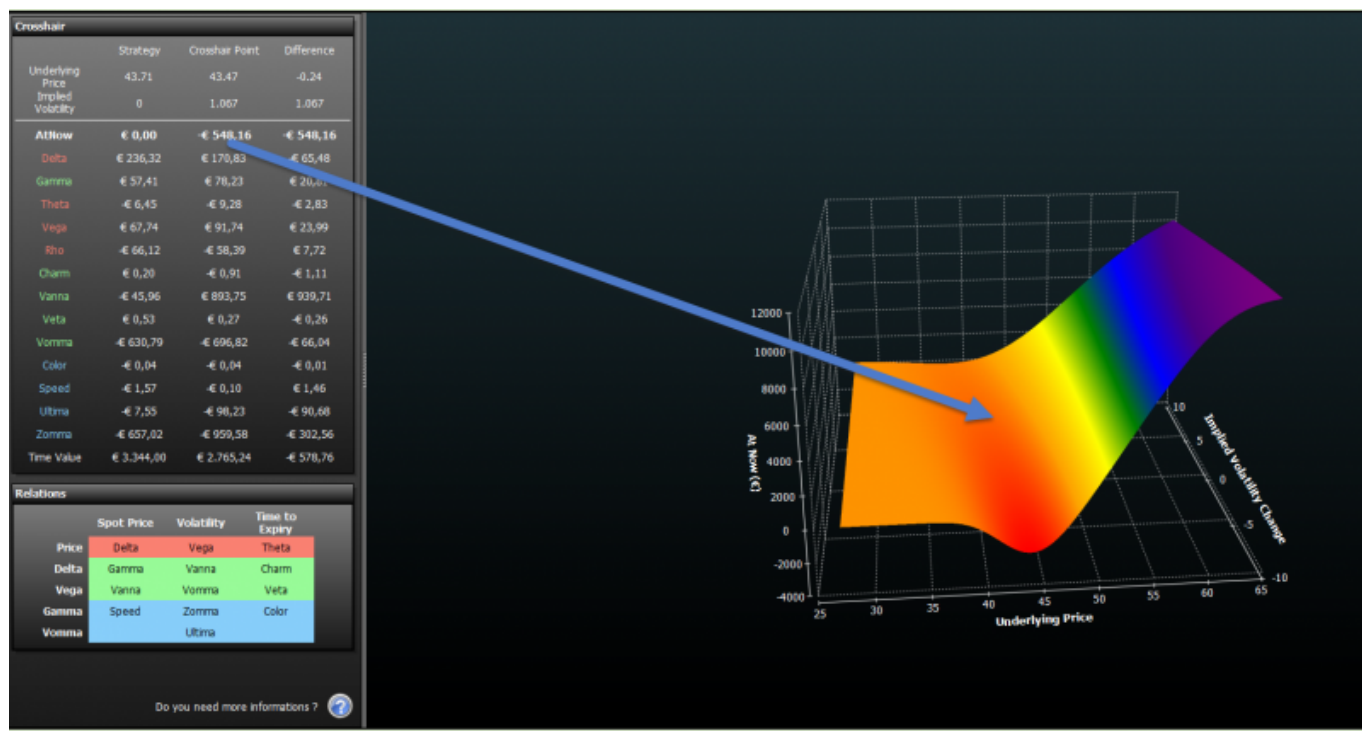 Crosshair
Strategy Crosshair Point Difference
Underlying Price 43.71 43.47 -0.24
Implied Volatility 0 1.067 1.067
AtNow € 0,00 -€ 548,16 -€ 548,16
Delta € 236,32 € 170,83 -€ 65,48
Gamma € 57,41 € 78,23 € 20,81
Theta -€ 6,45 -€ 9,28 -€ 2,83
Vega € 67,74 € 91,74 € 23,99
Rho -€ 66,12 -€ 58,39 € 7,72
Charm € 0,20 -€ 0,91 -€ 1,11
Vanna -€ 45,96 € 893,75 € 939,71
Veta € 0,53 € 0,27 -€ 0,26
Vomma -€ 630,79 -€ 696,82 -€ 66,04
Color -€ 0,04 -€ 0,04 -€ 0,01
Speed -€ 1,57 -€ 0,10 € 1,46
Ultima -€ 7,55 -€ 98,23 -€ 90,68
Zomma -€ 657,02 -€ 959,58 -€ 302,56
Time Value € 3.344,00 € 2.765,24 -€ 578,76
Relations
Spot Price Volatility Time to Expiry
Price Delta Vega Theta
Delta Gamma Vanna Charm
Vega Vanna Vomma Veta
Gamma Speed Zomma Color
Vomma Ultima
Do you need more informations ? ?
12000
10000
8000
6000
4000
2000
0
-2000
-4000
At Now (€)
25 30 35 40 45 50 55 60 65
Underlying Price
10
5
0
-5
-10
Implied Volatility Change